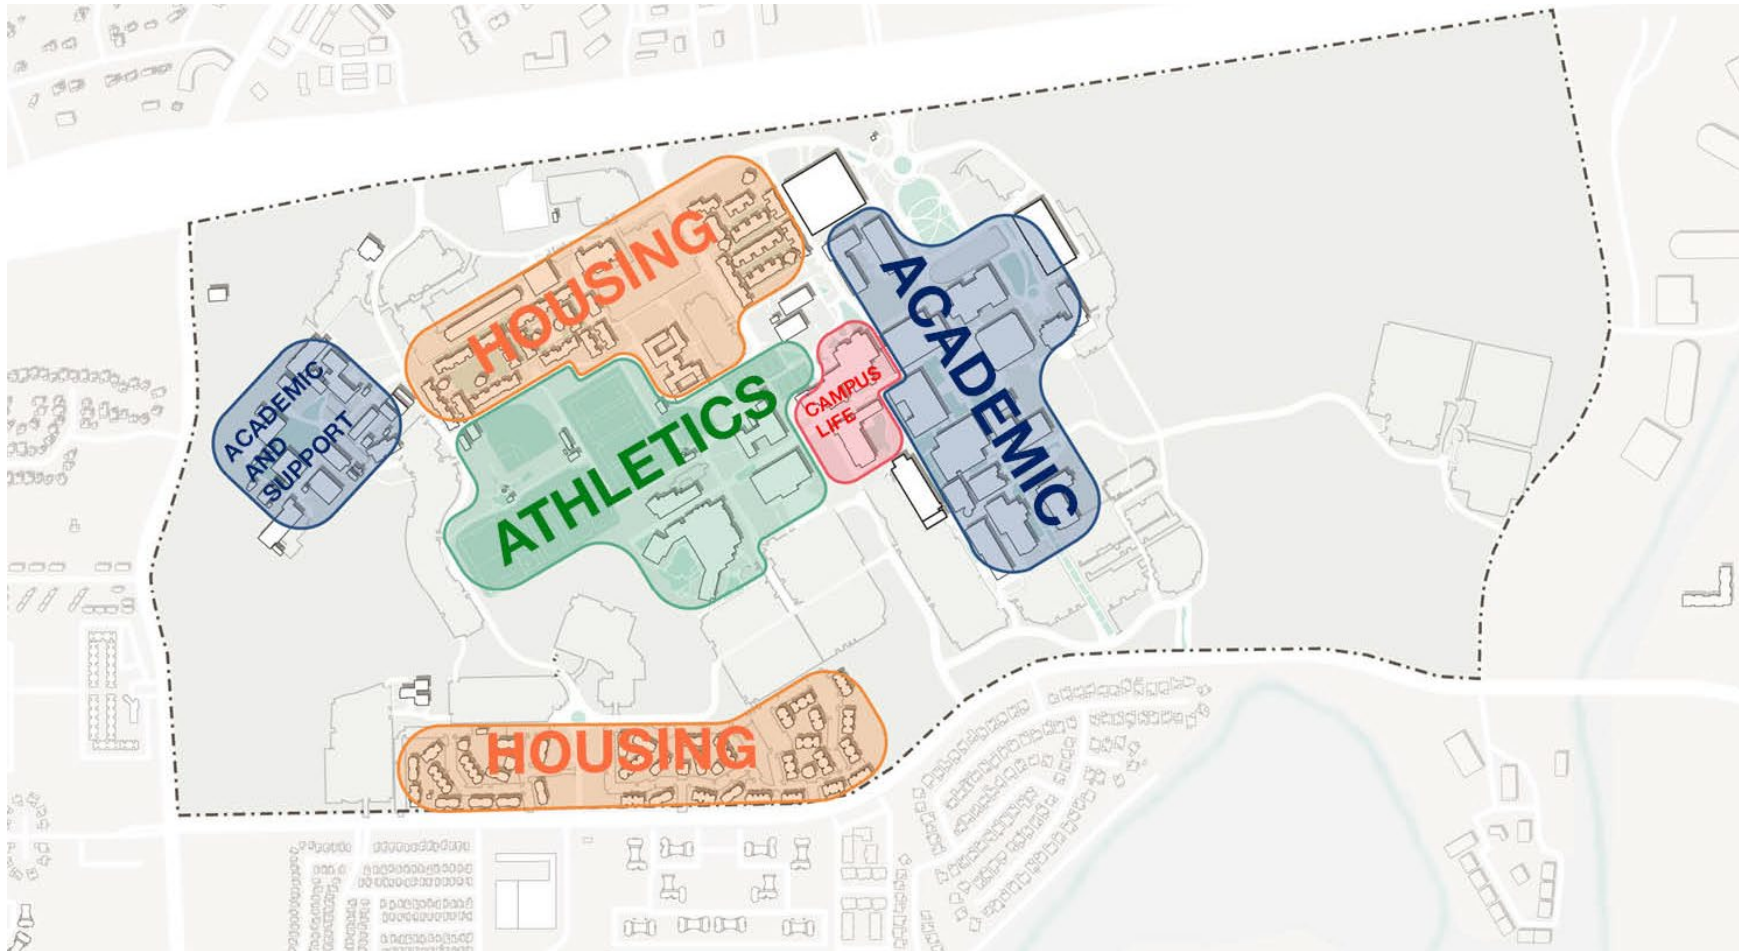 HOUSING
ACADEMIC
ACADEMIC
AND
SUPPORT
ATHLETICS
CAMPUS
LIFE
HOUSING